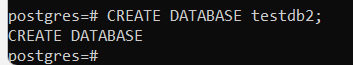 postgres=# CREATE DATABASE testdb2;
CREATE DATABASE
postgres=#